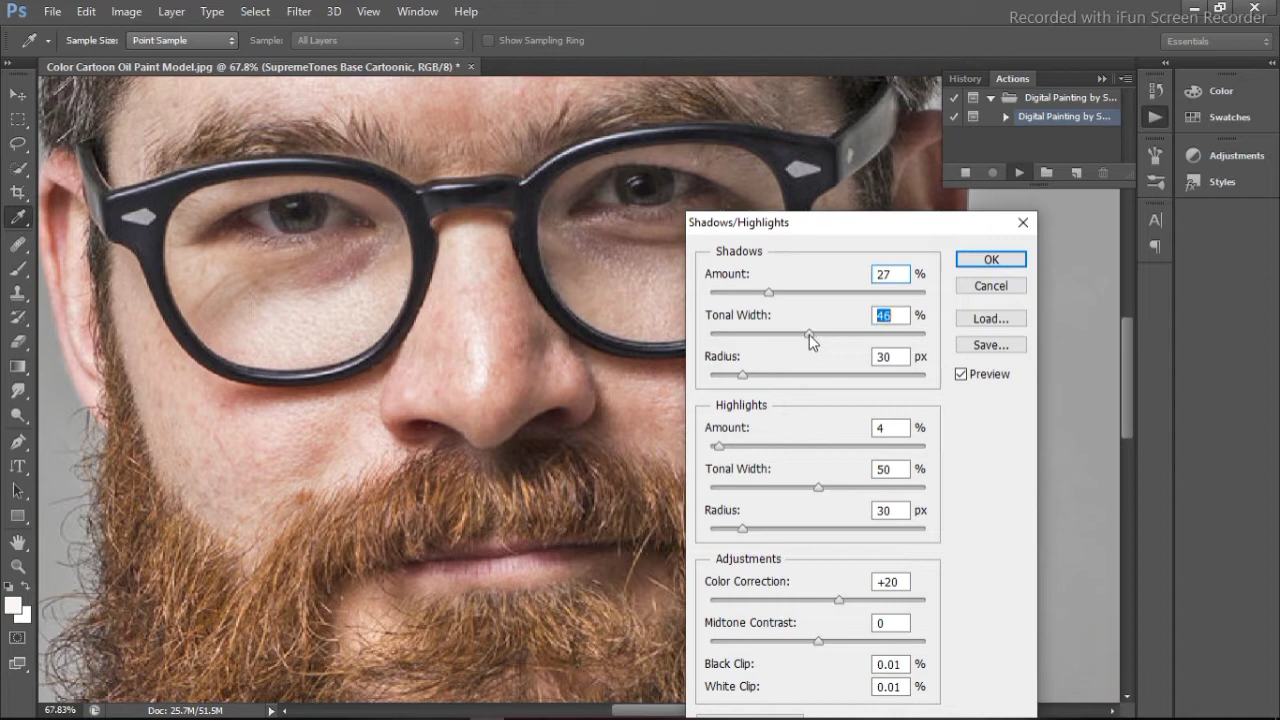 Ps File Edit Image Layer Type Select Filter 3D View Window Help
Recorded with iFun Screen Recorder
Sample Size: Point Sample Sample: All Layers Show Sampling Ring Essentials
Color Cartoon Oil Paint Model.jpg @ 67.8% (SupremeTones Base Cartoonic, RGB/8) *
History Actions
Digital Painting by S...
Digital Painting by S...
Color
Swatches
Adjustments
Styles
Shadows/Highlights
Shadows
Amount: 27 %
Tonal Width: 46 %
Radius: 30 px
Highlights
Amount: 4 %
Tonal Width: 50 %
Radius: 30 px
Adjustments
Color Correction: +20
Midtone Contrast: 0
Black Clip: 0.01 %
White Clip: 0.01 %
OK
Cancel
Load...
Save...
Preview
67.83% Doc: 25.7M/51.5M